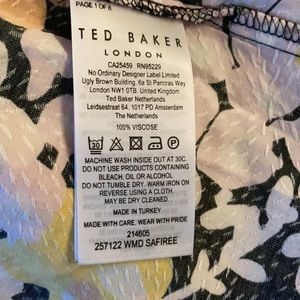 PAGE 1 OF 8
TED BAKER
LONDON
CA25459 RN95229
No Ordinary Designer Label Limited
Ugly Brown Building, 6a St Pancras Way
London NW1 0TB. United Kingdom
Ted Baker Netherlands
Leidsestraat 64, 1017 PD Amsterdam
The Netherlands
100% VISCOSE
30
MACHINE WASH INSIDE OUT AT 30C.
DO NOT USE PRODUCTS CONTAINING
BLEACH, OIL OR ALCOHOL.
DO NOT TUMBLE DRY. WARM IRON ON
REVERSE USING A CLOTH.
MAY BE DRY CLEANED.
MADE IN TURKEY
MADE WITH CARE. WEAR WITH PRIDE
214605
257122 WMD SAFIREE